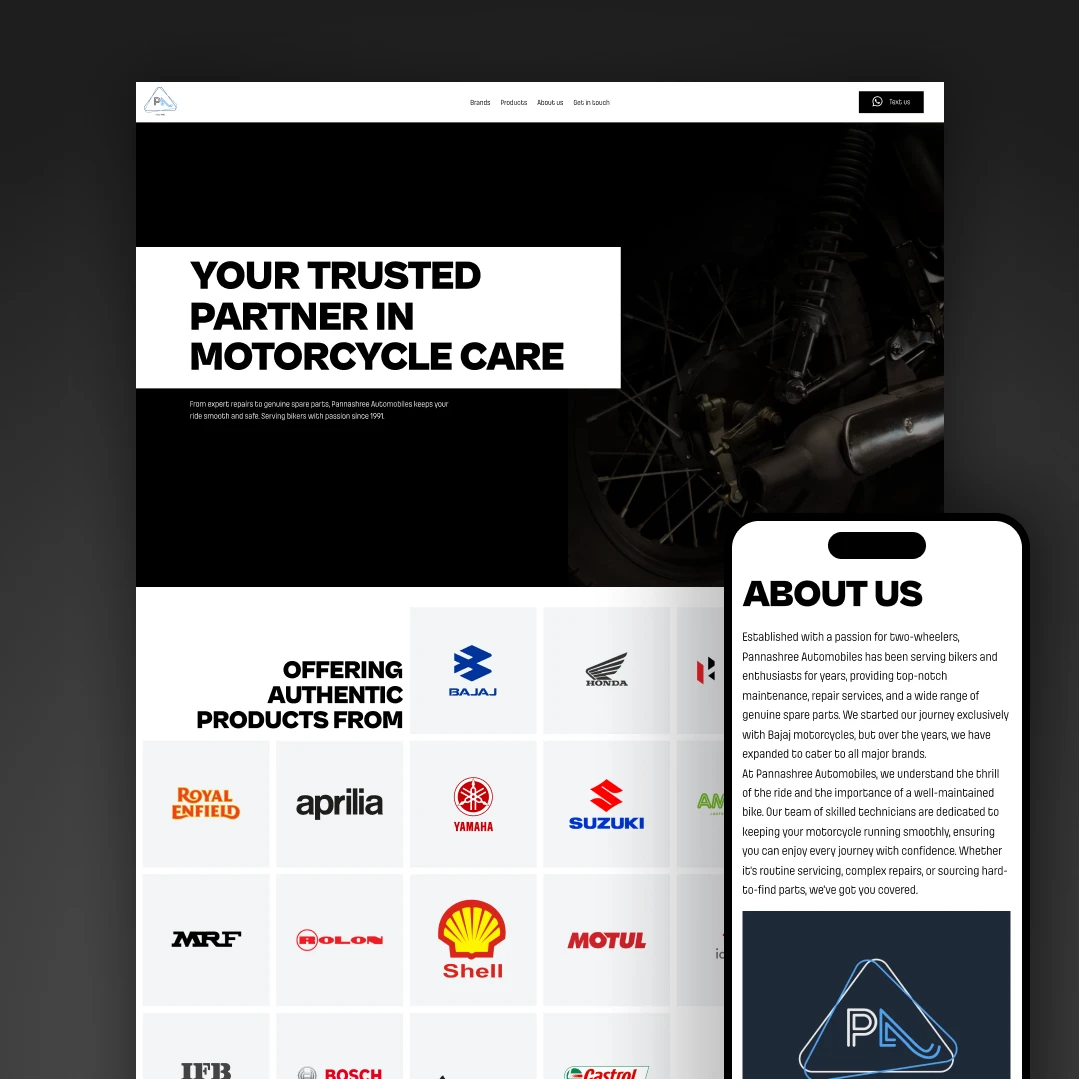 PA
Brands Products About us Get in touch
Text us
YOUR TRUSTED
PARTNER IN
MOTORCYCLE CARE
From expert repairs to genuine spare parts, Pannashree Automobiles keeps your
ride smooth and safe. Serving bikers with passion since 1991.
OFFERING
AUTHENTIC
PRODUCTS FROM
BAJAJ
HONDA
ROYAL
ENFIELD
aprilia
YAMAHA
SUZUKI
AM
MRF
ROLON
Shell
MOTUL
IFB
BOSCH
Castrol
ABOUT US
Established with a passion for two-wheelers,
Pannashree Automobiles has been serving bikers and
enthusiasts for years, providing top-notch
maintenance, repair services, and a wide range of
genuine spare parts. We started our journey exclusively
with Bajaj motorcycles, but over the years, we have
expanded to cater to all major brands.
At Pannashree Automobiles, we understand the thrill
of the ride and the importance of a well-maintained
bike. Our team of skilled technicians are dedicated to
keeping your motorcycle running smoothly, ensuring
you can enjoy every journey with confidence. Whether
it's routine servicing, complex repairs, or sourcing hard-
to-find parts, we've got you covered.
PA